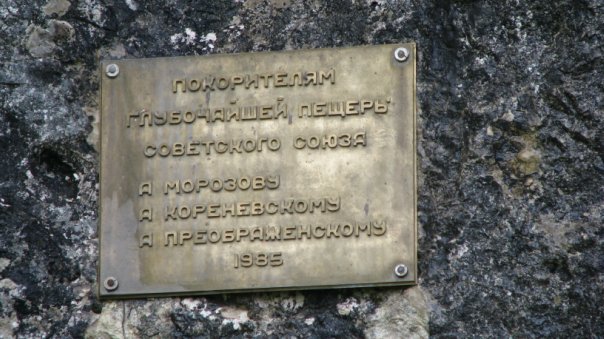 ПОКОРИТЕЛЯМ
ГЛУБОЧАЙШЕЙ ПЕЩЕРЫ
СОВЕТСКОГО СОЮЗА
А МОРОЗОВУ
А КОРЕНЕВСКОМУ
А ПРЕОБРАЖЕНСКОМУ
1985